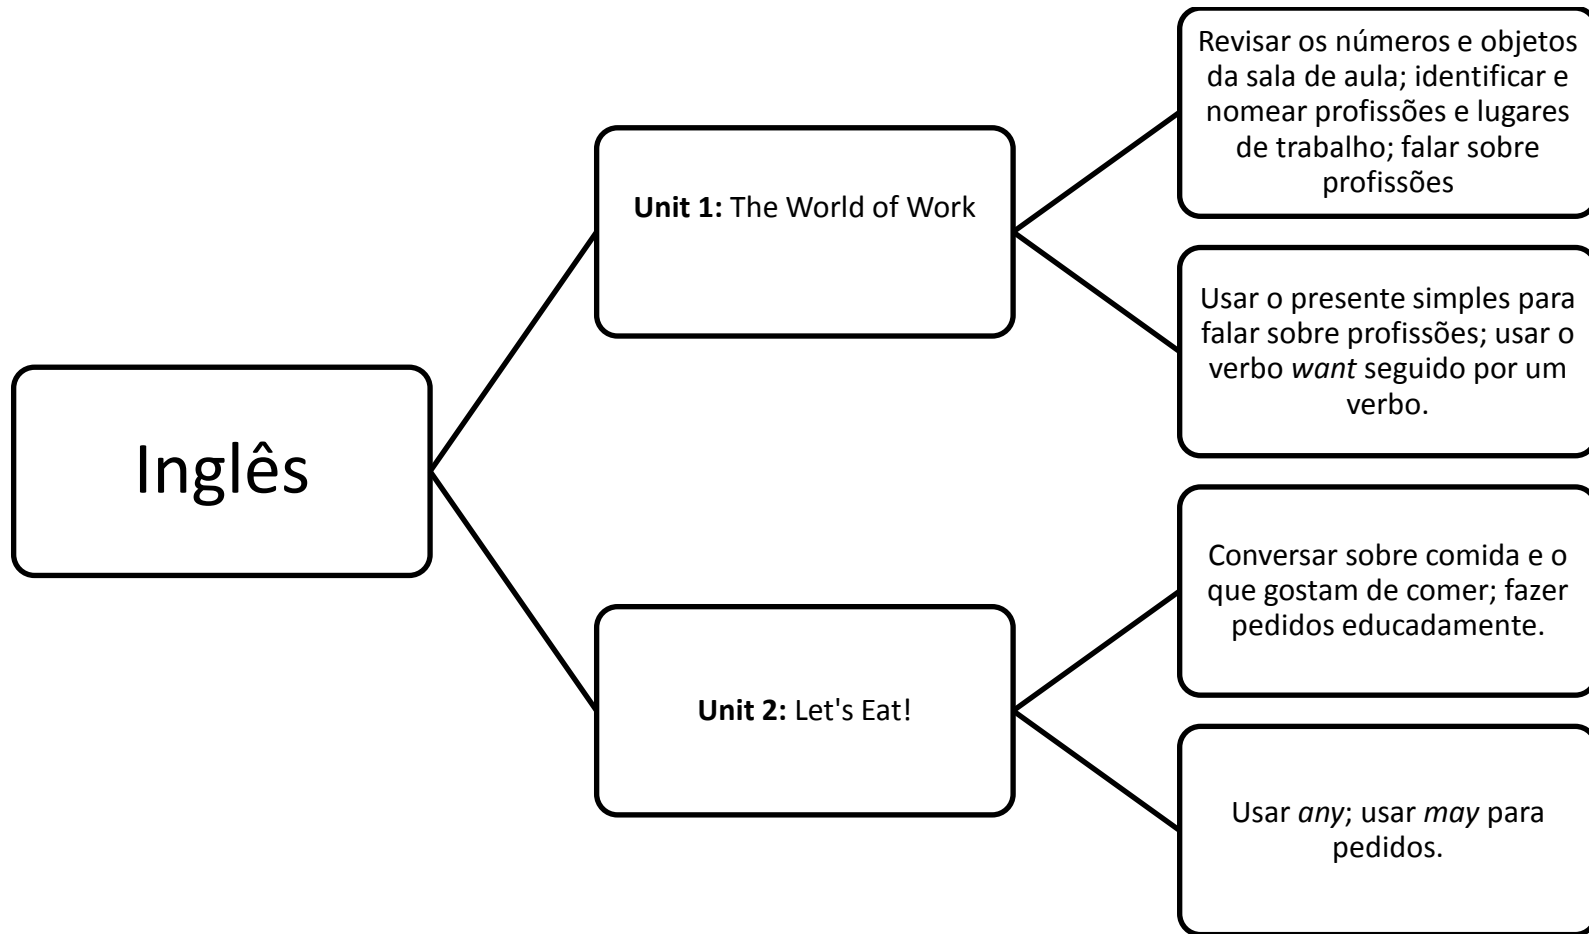 Inglês
Unit 1: The World of Work
Revisar os números e objetos
da sala de aula; identificar e
nomear profissões e lugares
de trabalho; falar sobre
profissões
Usar o presente simples para
falar sobre profissões; usar o
verbo want seguido por um
verbo.
Unit 2: Let's Eat!
Conversar sobre comida e o
que gostam de comer; fazer
pedidos educadamente.
Usar any; usar may para
pedidos.